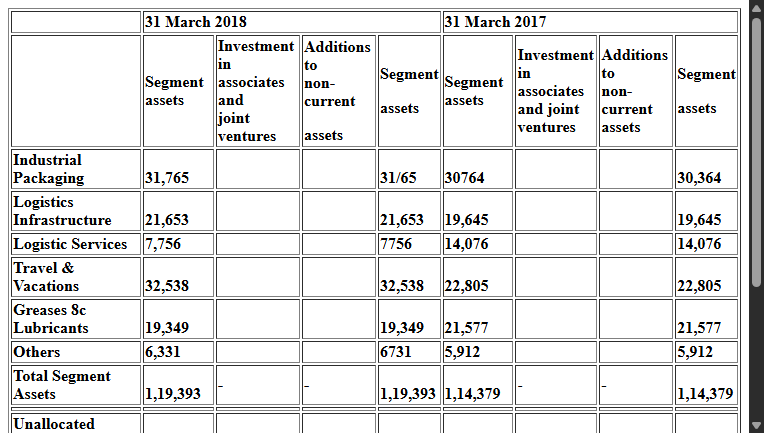 31 March 2018 31 March 2017
Segment assets Investment in associates and joint ventures Additions to non-current assets Segment assets Segment assets Investment in associates and joint ventures Additions to non-current assets Segment assets
Industrial Packaging 31,765 31/65 30764 30,364
Logistics Infrastructure 21,653 21,653 19,645 19,645
Logistic Services 7,756 7756 14,076 14,076
Travel & Vacations 32,538 32,538 22,805 22,805
Greases 8c Lubricants 19,349 19,349 21,577 21,577
Others 6,331 6731 5,912 5,912
Total Segment Assets 1,19,393 - - 1,19,393 1,14,379 - - 1,14,379
Unallocated